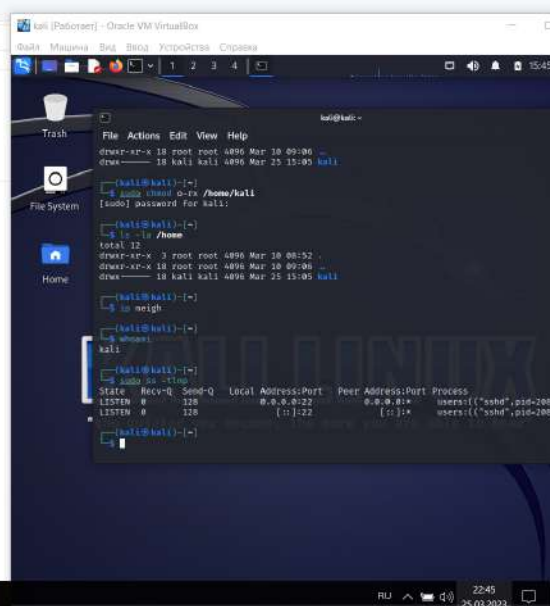 kali [Работает] - Oracle VM VirtualBox
Файл Машина Вид Ввод Устройства Справка
1 2 3 4
15:45
Trash
File System
Home
kali@kali: ~
File Actions Edit View Help
drwxr-xr-x 18 root root 4096 Mar 10 09:06 ..
drwx------ 18 kali kali 4096 Mar 25 15:05 kali
(kali㉿kali)-[~]
$ sudo chmod o-rx /home/kali
[sudo] password for kali:
(kali㉿kali)-[~]
$ ls -la /home
total 12
drwxr-xr-x 3 root root 4096 Mar 10 08:52 .
drwxr-xr-x 18 root root 4096 Mar 10 09:06 ..
drwx------ 18 kali kali 4096 Mar 25 15:05 kali
(kali㉿kali)-[~]
$ ip neigh
(kali㉿kali)-[~]
$ whoami
kali
(kali㉿kali)-[~]
$ sudo ss -tlnp
State Recv-Q Send-Q Local Address:Port Peer Address:Port Process
LISTEN 0 128 0.0.0.0:22 0.0.0.0:* users:(("sshd",pid=208
LISTEN 0 128 [::]:22 [::]:* users:(("sshd",pid=208
(kali㉿kali)-[~]
$
KALI LINUX
RU
22:45
25.03.2023